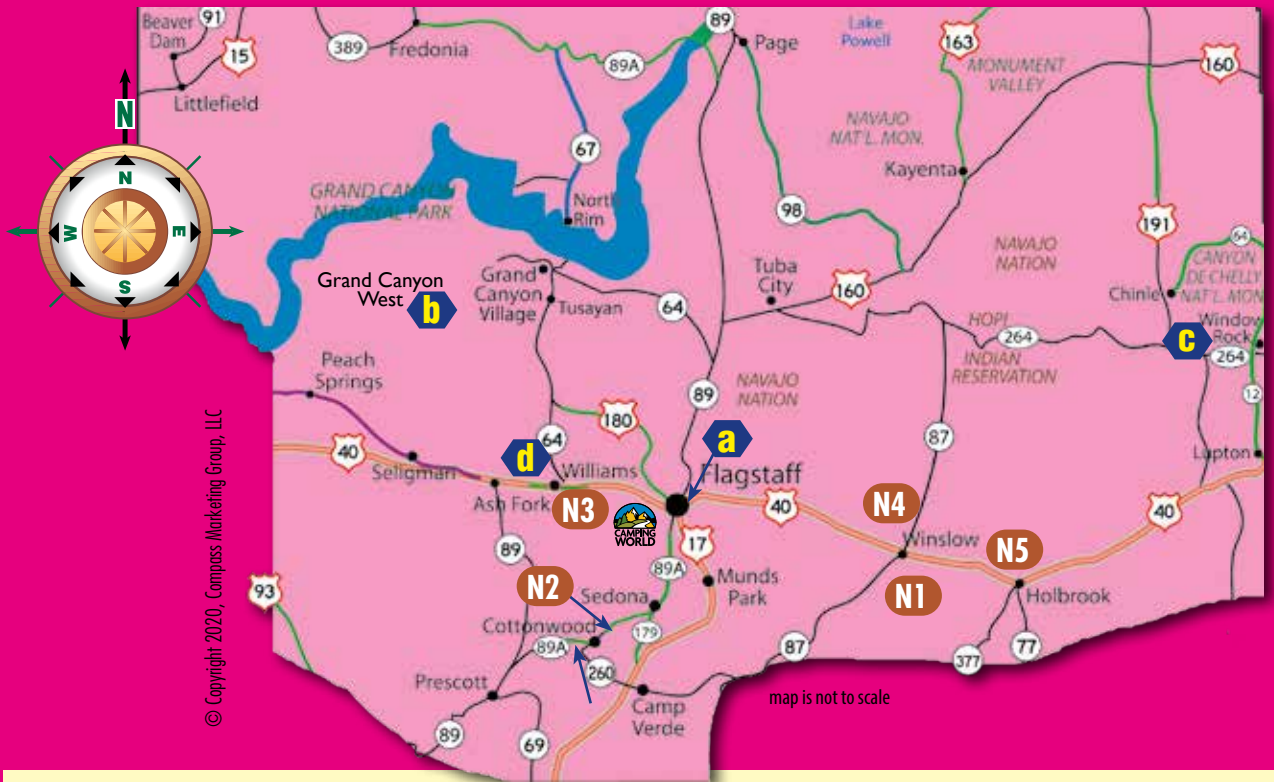 Beaver
Dam
91
15
389
Fredonia
89A
89
Page
Lake
Powell
163
MONUMENT
VALLEY
160
Littlefield
N
N
W
E
S
GRAND CANYON
NATIONAL PARK
67
North
Rim
NAVAJO
NAT'L. MON.
Kayenta
98
191
64
CANYON
DE CHELLY
NAT'L. MON
NAVAJO
NATION
Chinle
Grand Canyon
West
b
Grand
Canyon
Village
Tusayan
64
Tuba
City
160
HOPI
264
INDIAN
RESERVATION
c
Window
Rock
264
12
Peach
Springs
NAVAJO
NATION
89
180
64
40
Seligman
d
Williams
a
Flagstaff
87
Lupton
Ash Fork
N3
CAMPING
WORLD
40
N4
40
17
Winslow
N5
89
89A
Munds
Park
N1
Holbrook
93
N2
Sedona
Cottonwood
179
89A
260
87
377
77
Prescott
Camp
Verde
map is not to scale
89
69
© Copyright 2020, Compass Marketing Group, LLC